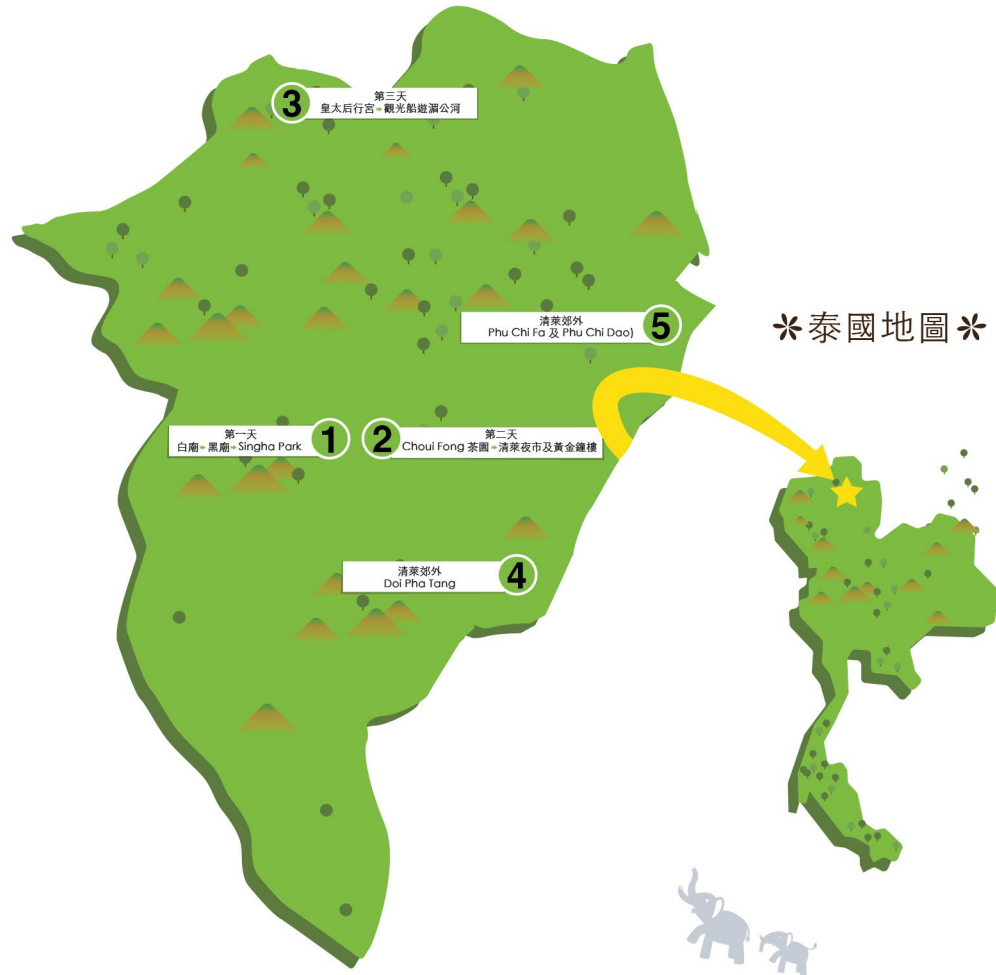 3
第三天
皇太后行宮➧觀光船遊湄公河
清萊郊外
Phu Chi Fa 及 Phu Chi Dao)
5
✻泰國地圖✻
第一天
白廟➧黑廟➧Singha Park
1
2
第二天
Choui Fong 茶園➧清萊夜市及黃金鐘樓
清萊郊外
Doi Pha Tang
4